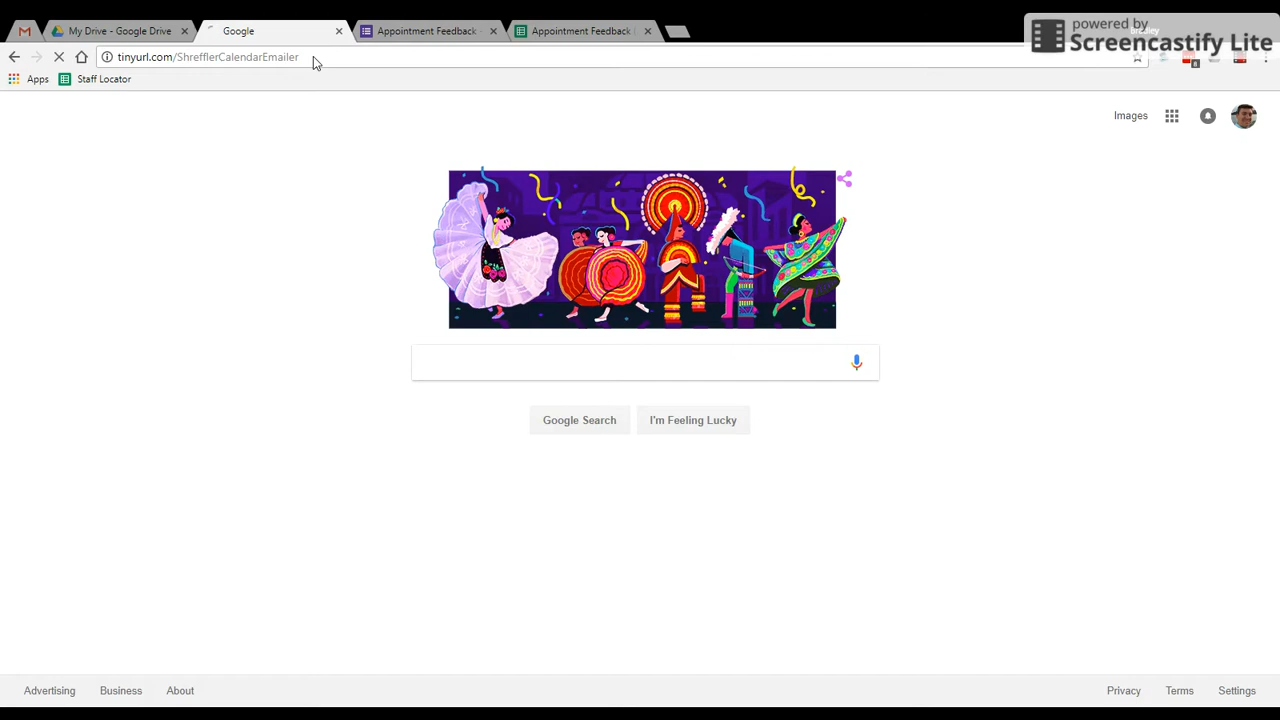 My Drive - Google Drive
Google
Appointment Feedback
Appointment Feedback
powered by
Screencastify Lite
tinyurl.com/ShrefflerCalendarEmailer
Apps
Staff Locator
Images
Google Search
I'm Feeling Lucky
Advertising
Business
About
Privacy
Terms
Settings